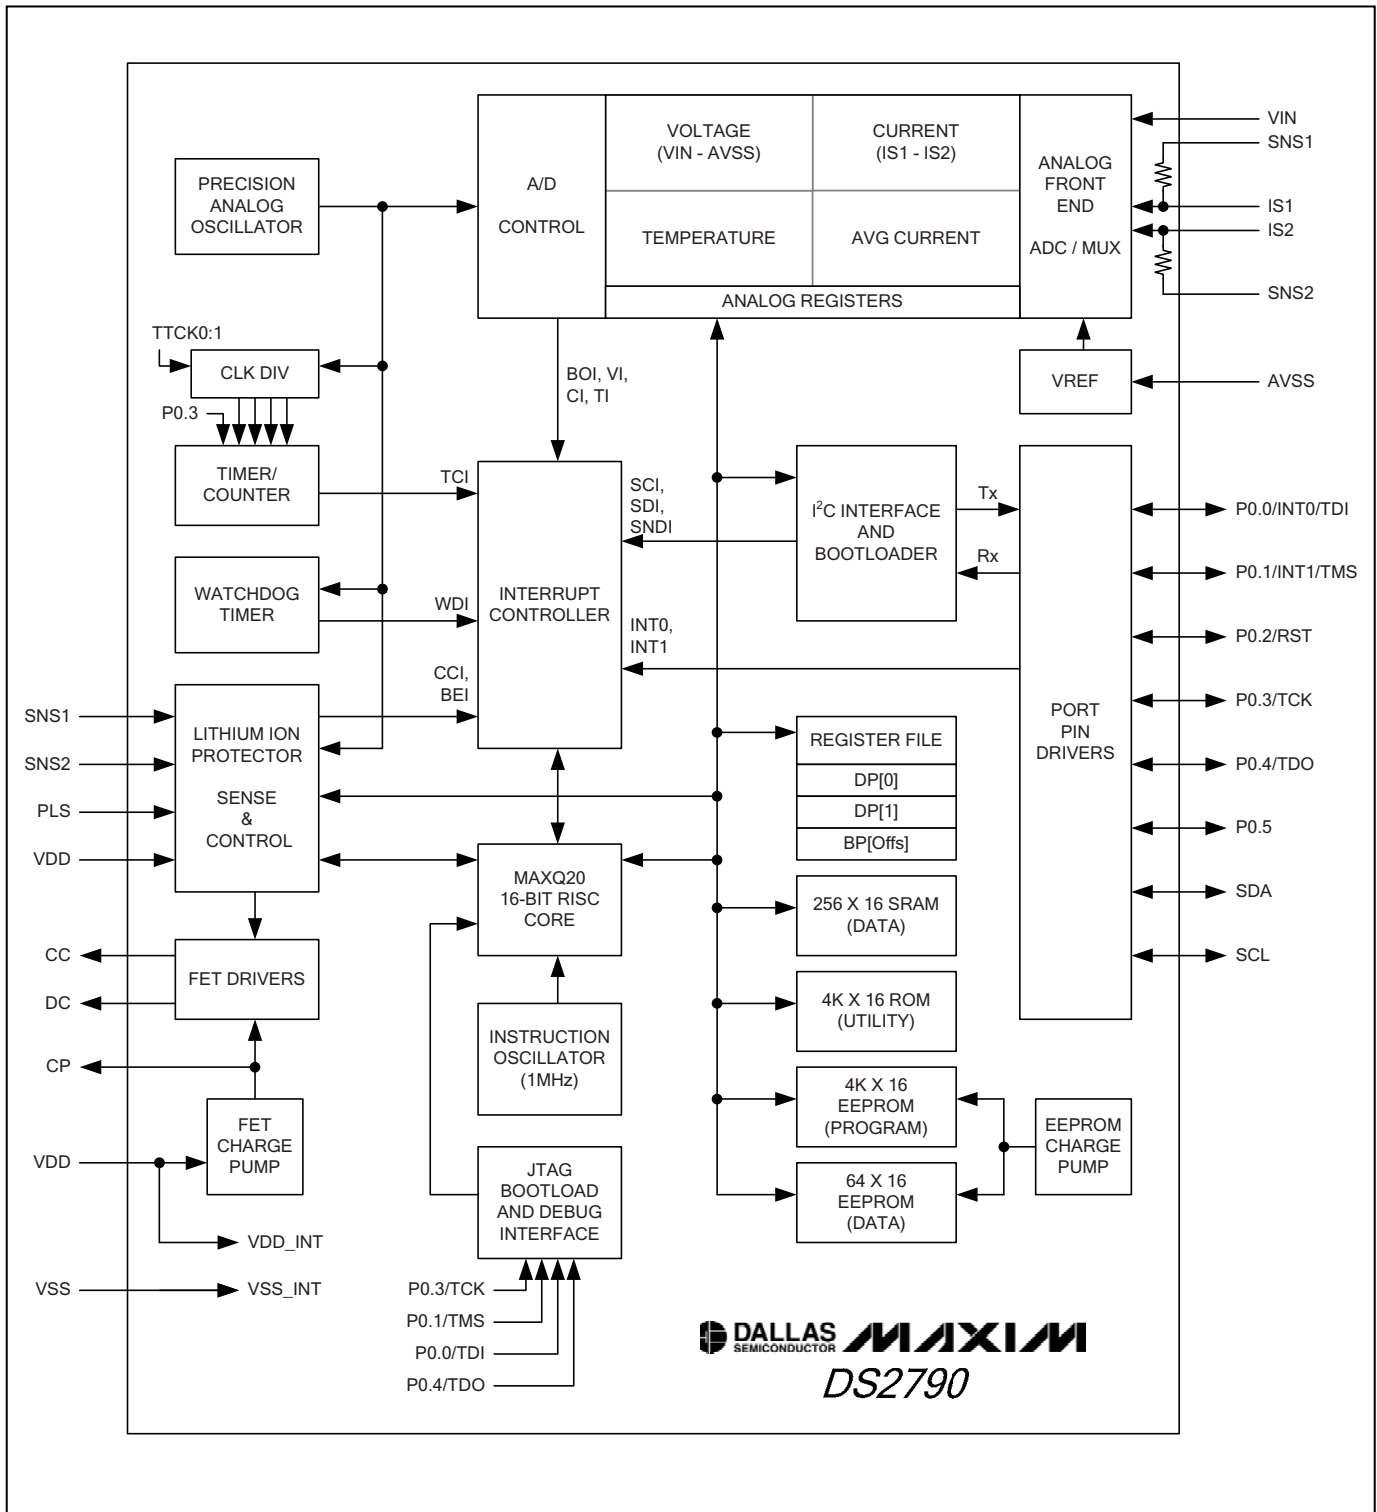 VOLTAGE
(VIN - AVSS)
CURRENT
(IS1 - IS2)
A/D
CONTROL
TEMPERATURE
AVG CURRENT
ANALOG REGISTERS
ANALOG
FRONT
END
ADC / MUX
VIN
SNS1
IS1
IS2
SNS2
PRECISION
ANALOG
OSCILLATOR
TTCK0:1
CLK DIV
P0.3
TIMER/
COUNTER
BOI, VI,
CI, TI
VREF
AVSS
TCI
SCI,
SDI,
SNDI
I²C INTERFACE
AND
BOOTLOADER
Tx
Rx
WATCHDOG
TIMER
WDI
INTERRUPT
CONTROLLER
INT0,
INT1
CCI,
BEI
PORT
PIN
DRIVERS
P0.0/INT0/TDI
P0.1/INT1/TMS
P0.2/RST
P0.3/TCK
P0.4/TDO
P0.5
SDA
SCL
SNS1
SNS2
PLS
VDD
LITHIUM ION
PROTECTOR
SENSE
&
CONTROL
REGISTER FILE
DP[0]
DP[1]
BP[Offs]
MAXQ20
16-BIT RISC
CORE
256 X 16 SRAM
(DATA)
CC
DC
FET DRIVERS
CP
INSTRUCTION
OSCILLATOR
(1MHz)
4K X 16 ROM
(UTILITY)
4K X 16
EEPROM
(PROGRAM)
EEPROM
CHARGE
PUMP
64 X 16
EEPROM
(DATA)
VDD
FET
CHARGE
PUMP
VDD_INT
VSS
VSS_INT
JTAG
BOOTLOAD
AND DEBUG
INTERFACE
P0.3/TCK
P0.1/TMS
P0.0/TDI
P0.4/TDO
DALLAS
SEMICONDUCTOR
MAXIM
DS2790